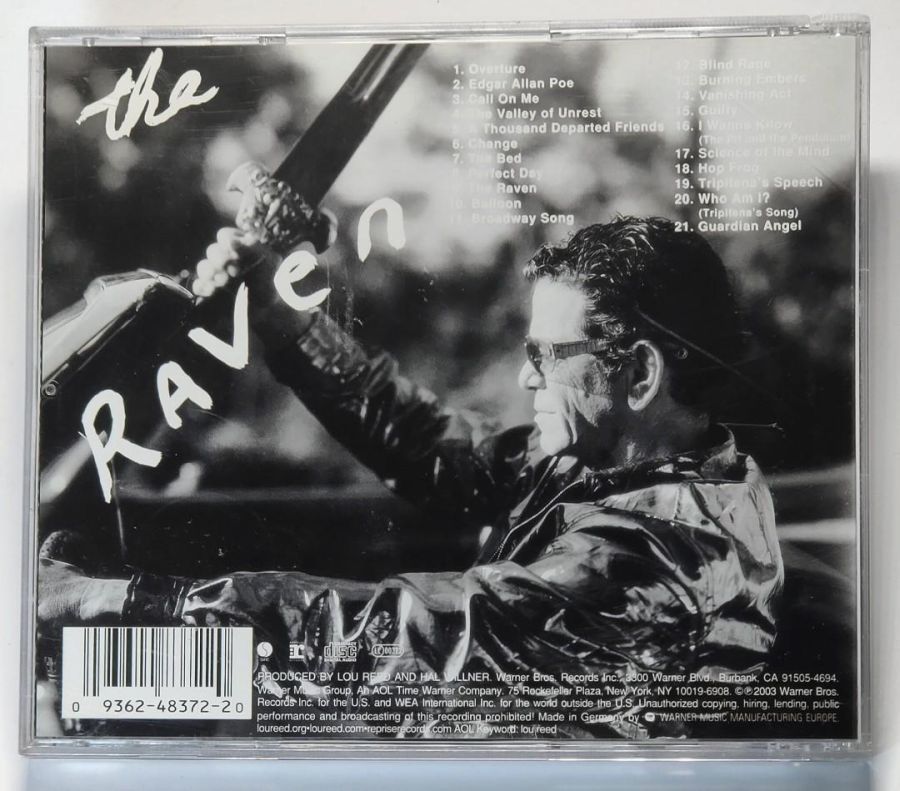 the
Raven
1. Overture
2. Edgar Allan Poe
3. Call On Me
4. The Valley of Unrest
5. A Thousand Departed Friends
6. Change
7. The Bed
8. Perfect Day
9. The Raven
10. Balloon
11. Broadway Song
12. Blind Rage
13. Burning Embers
14. Vanishing Act
15. Guilty
16. I Wanna Know
(The Pit and the Pendulum)
17. Science of the Mind
18. Hop Frog
19. Tripitena's Speech
20. Who Am I?
(Tripitena's Song)
21. Guardian Angel
0 9362-48372-2 0
COMPACT
disc
DIGITAL AUDIO
PRODUCED BY LOU REED AND HAL WILLNER. Warner Bros. Records Inc., 3300 Warner Blvd., Burbank, CA 91505-4694.
Warner Music Group, An AOL Time Warner Company. 75 Rockefeller Plaza, New York, NY 10019-6908. ©℗ 2003 Warner Bros.
Records Inc. for the U.S. and WEA International Inc. for the world outside the U.S. Unauthorized copying, hiring, lending, public
performance and broadcasting of this recording prohibited! Made in Germany by WARNER MUSIC MANUFACTURING EUROPE.
loureed.org•loureed.com•repriserecords.com AOL Keyword: lou reed